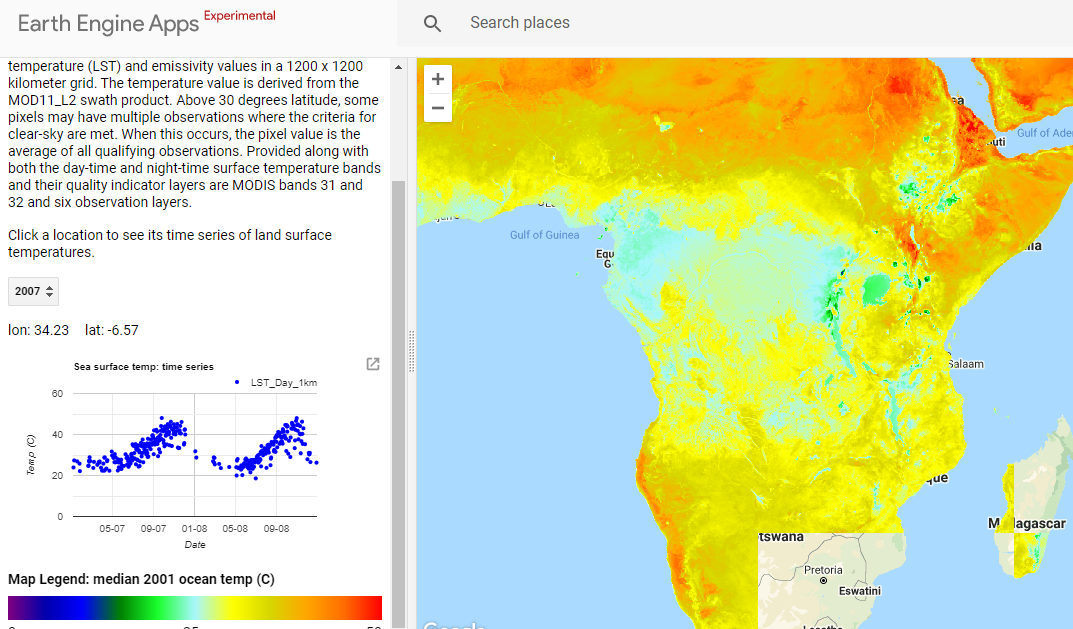 Earth Engine Apps Experimental
Search places
temperature (LST) and emissivity values in a 1200 x 1200
kilometer grid. The temperature value is derived from the
MOD11_L2 swath product. Above 30 degrees latitude, some
pixels may have multiple observations where the criteria for
clear-sky are met. When this occurs, the pixel value is the
average of all qualifying observations. Provided along with
both the day-time and night-time surface temperature bands
and their quality indicator layers are MODIS bands 31 and
32 and six observation layers.
Click a location to see its time series of land surface
temperatures.
2007
lon: 34.23 lat: -6.57
Sea surface temp: time series
LST_Day_1km
60
40
20
0
Temp (C)
05-07 09-07 01-08 05-08 09-08
Date
Map Legend: median 2001 ocean temp (C)
+
−
Gulf of Ade
uti
Gulf of Guinea
Equ
G
lia
Salaam
que
M lagascar
tswana
Pretoria
Eswatini